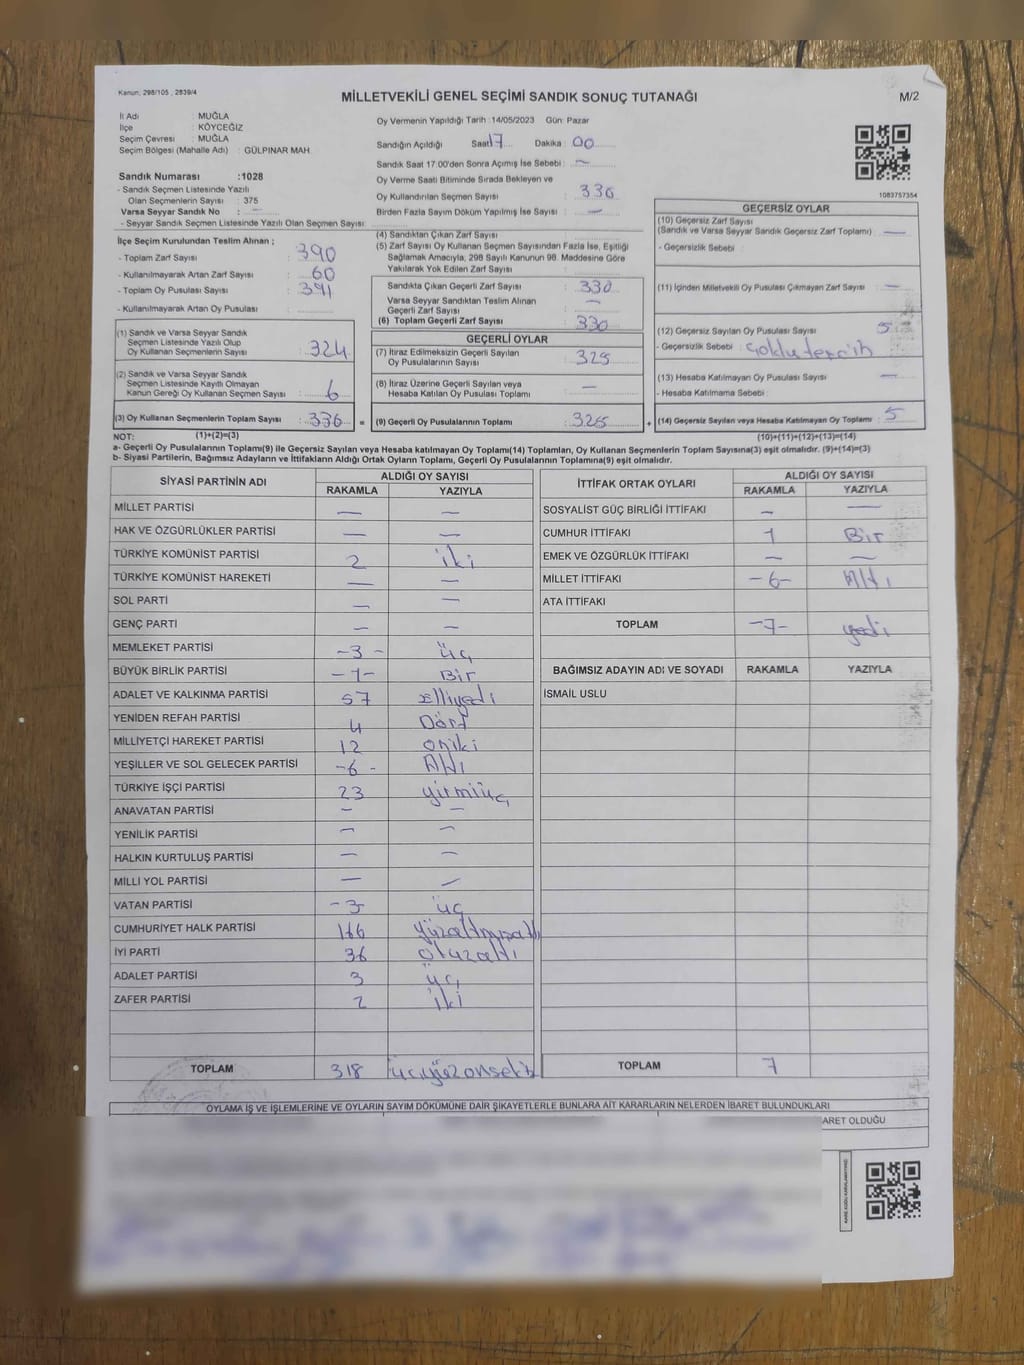 Kanun: 298/105 , 2839/4
MİLLETVEKİLİ GENEL SEÇİMİ SANDIK SONUÇ TUTANAĞI
M/2
İl Adı : MUĞLA
İlçe : KÖYCEĞİZ
Seçim Çevresi : MUĞLA
Seçim Bölgesi (Mahalle Adı) : GÜLPINAR MAH.
Sandık Numarası :1028
- Sandık Seçmen Listesinde Yazılı
Olan Seçmenlerin Sayısı : 375
Varsa Seyyar Sandık No : —
- Seyyar Sandık Seçmen Listesinde Yazılı Olan Seçmen Sayısı:
İlçe Seçim Kurulundan Teslim Alınan ;
- Toplam Zarf Sayısı : 390
- Kullanılmayarak Artan Zarf Sayısı : 60
- Toplam Oy Pusulası Sayısı : 391
- Kullanılmayarak Artan Oy Pusulası :
(1) Sandık ve Varsa Seyyar Sandık
Seçmen Listesinde Yazılı Olup
Oy Kullanan Seçmenlerin Sayısı : 324
(2) Sandık ve Varsa Seyyar Sandık
Seçmen Listesinde Kayıtlı Olmayan
Kanun Gereği Oy Kullanan Seçmen Sayısı : 6
(3) Oy Kullanan Seçmenlerin Toplam Sayısı : 330 =
Oy Vermenin Yapıldığı Tarih : 14/05/2023 Gün: Pazar
Sandığın Açıldığı Saat 17 Dakika 00
Sandık Saat 17:00'den Sonra Açılmış İse Sebebi : —
Oy Verme Saati Bitiminde Sırada Bekleyen ve
Oy Kullandırılan Seçmen Sayısı : 330
Birden Fazla Sayım Döküm Yapılmış İse Sayısı : —
(4) Sandıktan Çıkan Zarf Sayısı :
(5) Zarf Sayısı Oy Kullanan Seçmen Sayısından Fazla İse, Eşitliği
Sağlamak Amacıyla, 298 Sayılı Kanunun 98. Maddesine Göre
Yakılarak Yok Edilen Zarf Sayısı :
Sandıkta Çıkan Geçerli Zarf Sayısı : 330
Varsa Seyyar Sandıktan Teslim Alınan
Geçerli Zarf Sayısı : —
(6) Toplam Geçerli Zarf Sayısı : 330
GEÇERLİ OYLAR
(7) İtiraz Edilmeksizin Geçerli Sayılan
Oy Pusulalarının Sayısı : 325
(8) İtiraz Üzerine Geçerli Sayılan veya
Hesaba Katılan Oy Pusulası Toplamı : —
(9) Geçerli Oy Pusulalarının Toplamı : 325 +
1083757354
GEÇERSİZ OYLAR
(10) Geçersiz Zarf Sayısı
(Sandık ve Varsa Seyyar Sandık Geçersiz Zarf Toplamı) : —
- Geçersizlik Sebebi :
(11) İçinden Milletvekili Oy Pusulası Çıkmayan Zarf Sayısı : —
(12) Geçersiz Sayılan Oy Pusulası Sayısı : 5
- Geçersizlik Sebebi : Çoklu tercih
(13) Hesaba Katılmayan Oy Pusulası Sayısı : —
- Hesaba Katılmama Sebebi :
(14) Geçersiz Sayılan veya Hesaba Katılmayan Oy Toplamı : 5
NOT: (1)+(2)=(3) (10)+(11)+(12)+(13)=(14)
a- Geçerli Oy Pusulalarının Toplamı(9) ile Geçersiz Sayılan veya Hesaba katılmayan Oy Toplamı(14) Toplamları, Oy Kullanan Seçmenlerin Toplam Sayısına(3) eşit olmalıdır. (9)+(14)=(3)
b- Siyasi Partilerin, Bağımsız Adayların ve İttifakların Aldığı Ortak Oyların Toplamı, Geçerli Oy Pusulalarının Toplamına(9) eşit olmalıdır.
SİYASİ PARTİNİN ADI ALDIĞI OY SAYISI
RAKAMLA YAZIYLA
MİLLET PARTİSİ — —
HAK VE ÖZGÜRLÜKLER PARTİSİ — —
TÜRKİYE KOMÜNİST PARTİSİ 2 iki
TÜRKİYE KOMÜNİST HAREKETİ — —
SOL PARTİ — —
GENÇ PARTİ — —
MEMLEKET PARTİSİ -3- üç
BÜYÜK BİRLİK PARTİSİ -1- Bir
ADALET VE KALKINMA PARTİSİ 57 elliyedi
YENİDEN REFAH PARTİSİ 4 Dört
MİLLİYETÇİ HAREKET PARTİSİ 12 oniki
YEŞİLLER VE SOL GELECEK PARTİSİ -6- Altı
TÜRKİYE İŞÇİ PARTİSİ 23 yirmiüç
ANAVATAN PARTİSİ — —
YENİLİK PARTİSİ — —
HALKIN KURTULUŞ PARTİSİ — —
MİLLİ YOL PARTİSİ — —
VATAN PARTİSİ -3- üç
CUMHURİYET HALK PARTİSİ 166 yüzaltmışaltı
İYİ PARTİ 36 otuzaltı
ADALET PARTİSİ 3 üç
ZAFER PARTİSİ 2 iki
TOPLAM 318 üçyüzonsekiz
İTTİFAK ORTAK OYLARI ALDIĞI OY SAYISI
RAKAMLA YAZIYLA
SOSYALİST GÜÇ BİRLİĞİ İTTİFAKI — —
CUMHUR İTTİFAKI 1 Bir
EMEK VE ÖZGÜRLÜK İTTİFAKI — —
MİLLET İTTİFAKI -6- Altı
ATA İTTİFAKI
TOPLAM -7- yedi
BAĞIMSIZ ADAYIN ADI VE SOYADI RAKAMLA YAZIYLA
İSMAİL USLU
TOPLAM 7
OYLAMA İŞ VE İŞLEMLERİNE VE OYLARIN SAYIM DÖKÜMÜNE DAİR ŞİKAYETLERLE BUNLARA AİT KARARLARIN NELERDEN İBARET BULUNDUKLARI
ARET OLDUĞU